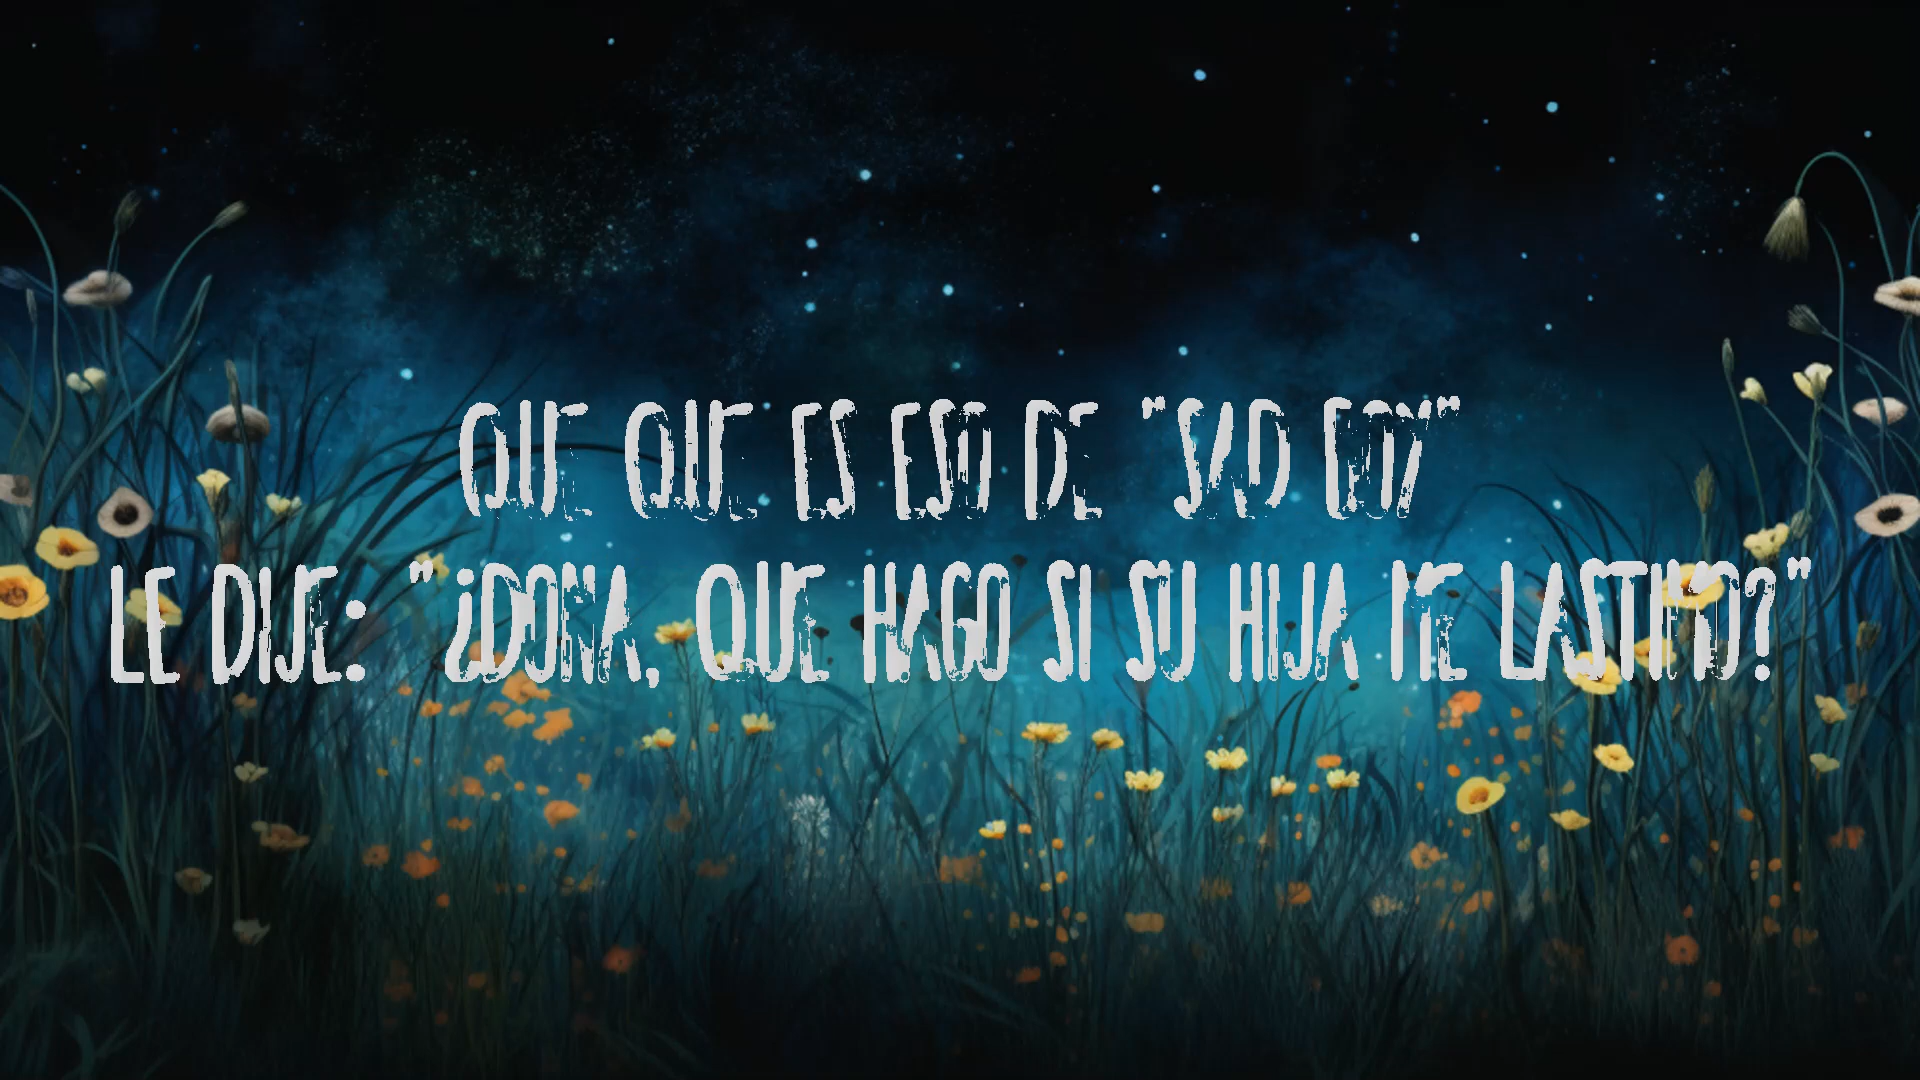 QUE QUE ES ESO DE "SAD BOY"
LE DIJE: "¿DOÑA, QUE HAGO SI SU HIJA ME LASTIMO?"